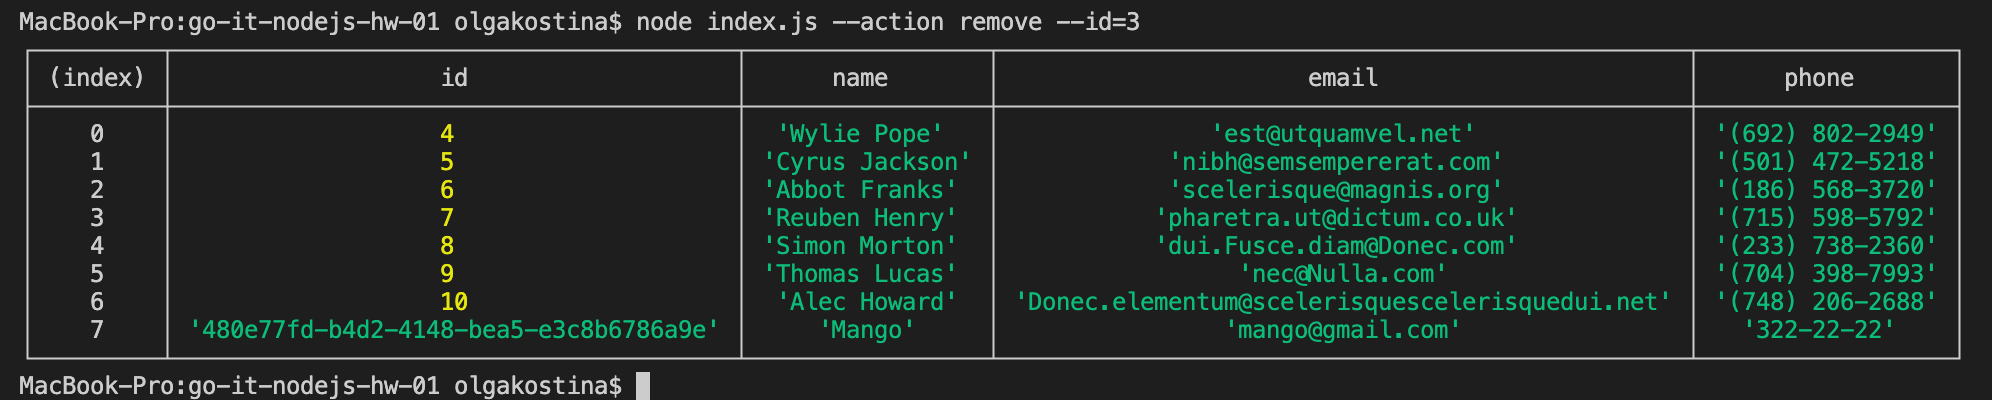 MacBook-Pro:go-it-nodejs-hw-01 olgakostina$ node index.js --action remove --id=3
(index) id name email phone
0 4 'Wylie Pope' 'est@utquamvel.net' '(692) 802-2949'
1 5 'Cyrus Jackson' 'nibh@semsempererat.com' '(501) 472-5218'
2 6 'Abbot Franks' 'scelerisque@magnis.org' '(186) 568-3720'
3 7 'Reuben Henry' 'pharetra.ut@dictum.co.uk' '(715) 598-5792'
4 8 'Simon Morton' 'dui.Fusce.diam@Donec.com' '(233) 738-2360'
5 9 'Thomas Lucas' 'nec@Nulla.com' '(704) 398-7993'
6 10 'Alec Howard' 'Donec.elementum@scelerisquescelerisquedui.net' '(748) 206-2688'
7 '480e77fd-b4d2-4148-bea5-e3c8b6786a9e' 'Mango' 'mango@gmail.com' '322-22-22'
MacBook-Pro:go-it-nodejs-hw-01 olgakostina$